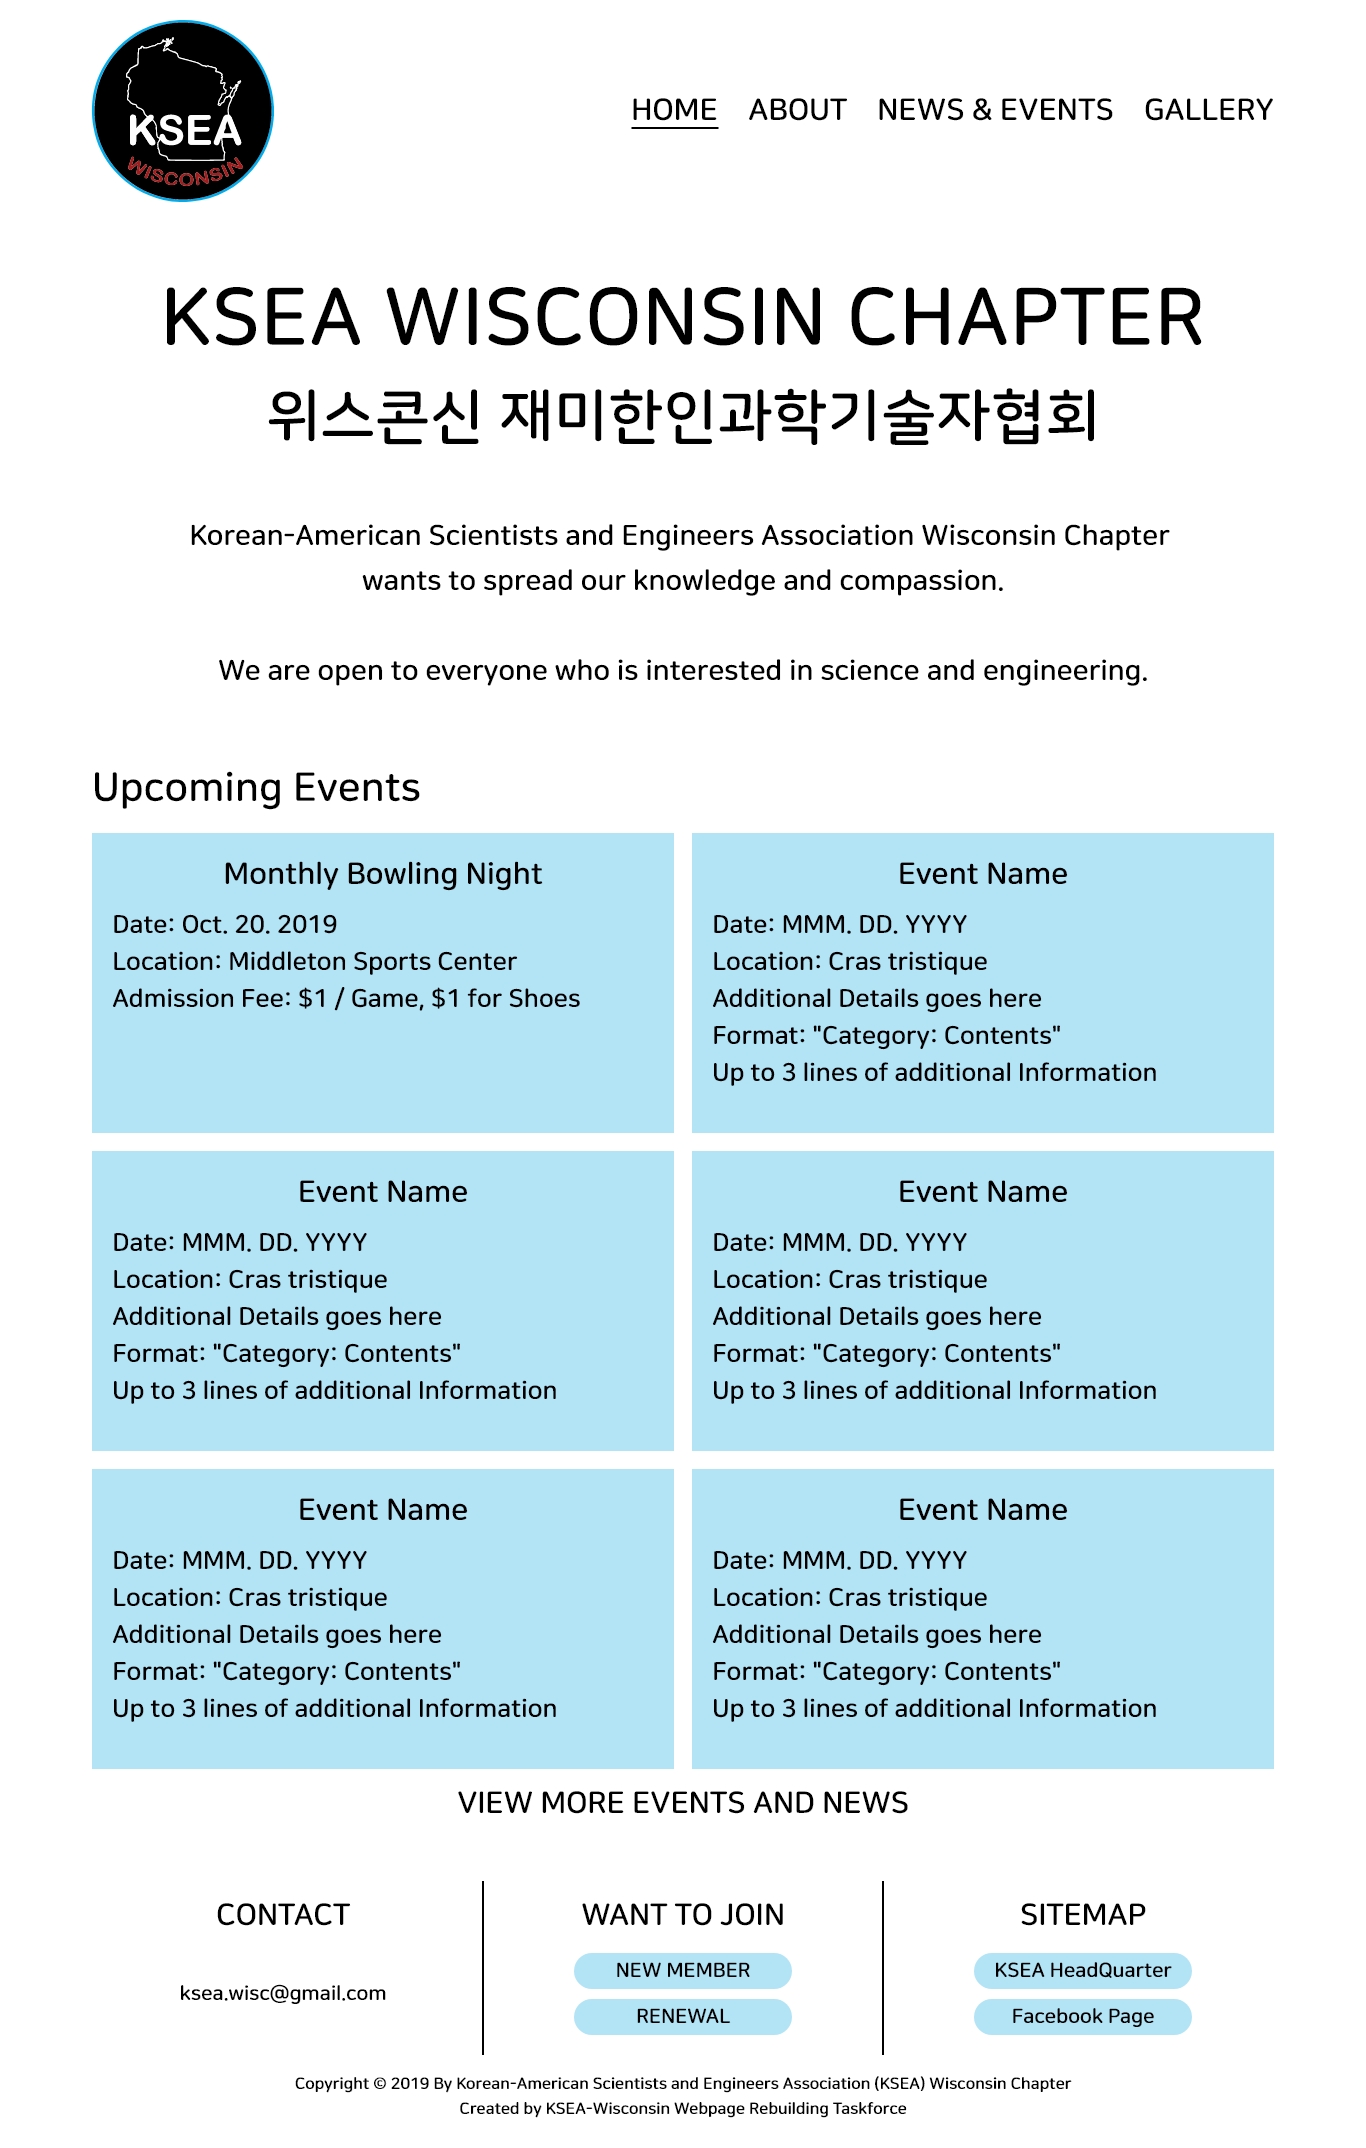 KSEA
WISCONSIN
HOME ABOUT NEWS & EVENTS GALLERY
KSEA WISCONSIN CHAPTER
위스콘신 재미한인과학기술자협회
Korean-American Scientists and Engineers Association Wisconsin Chapter
wants to spread our knowledge and compassion.
We are open to everyone who is interested in science and engineering.
Upcoming Events
Monthly Bowling Night
Date: Oct. 20. 2019
Location: Middleton Sports Center
Admission Fee: $1 / Game, $1 for Shoes
Event Name
Date: MMM. DD. YYYY
Location: Cras tristique
Additional Details goes here
Format: "Category: Contents"
Up to 3 lines of additional Information
Event Name
Date: MMM. DD. YYYY
Location: Cras tristique
Additional Details goes here
Format: "Category: Contents"
Up to 3 lines of additional Information
Event Name
Date: MMM. DD. YYYY
Location: Cras tristique
Additional Details goes here
Format: "Category: Contents"
Up to 3 lines of additional Information
Event Name
Date: MMM. DD. YYYY
Location: Cras tristique
Additional Details goes here
Format: "Category: Contents"
Up to 3 lines of additional Information
Event Name
Date: MMM. DD. YYYY
Location: Cras tristique
Additional Details goes here
Format: "Category: Contents"
Up to 3 lines of additional Information
VIEW MORE EVENTS AND NEWS
CONTACT
ksea.wisc@gmail.com
WANT TO JOIN
NEW MEMBER
RENEWAL
SITEMAP
KSEA HeadQuarter
Facebook Page
Copyright © 2019 By Korean-American Scientists and Engineers Association (KSEA) Wisconsin Chapter
Created by KSEA-Wisconsin Webpage Rebuilding Taskforce